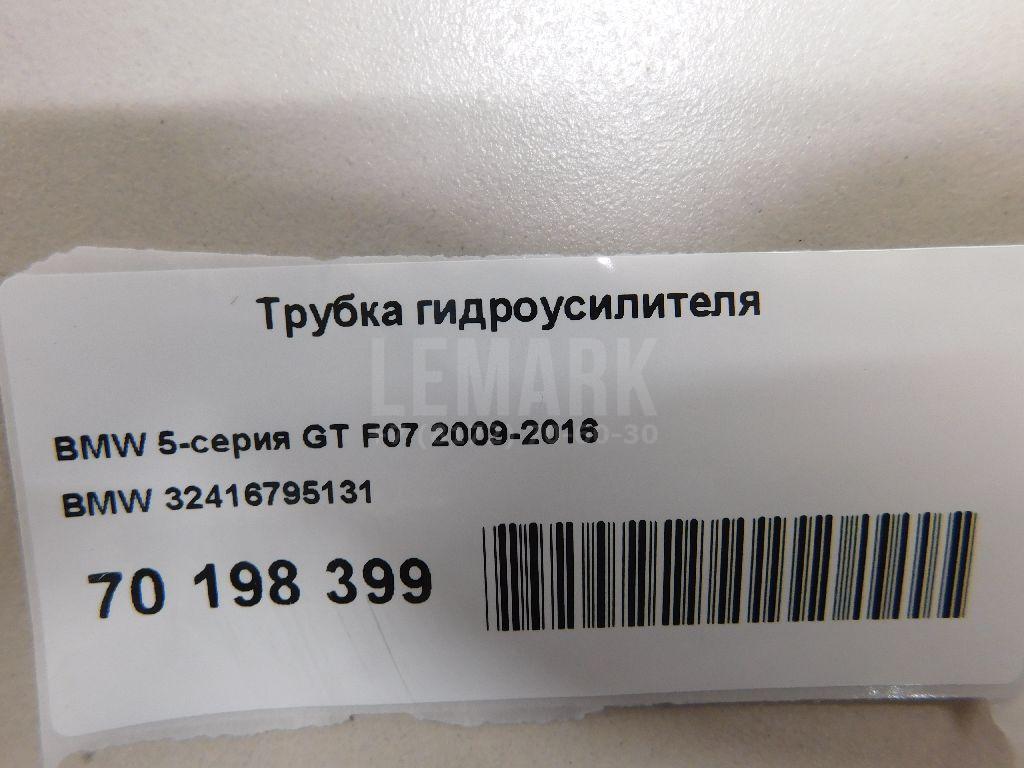 Трубка гидроусилителя
LEMARK
BMW 5-серия GT F07 2009-2016
BMW 32416795131
70 198 399